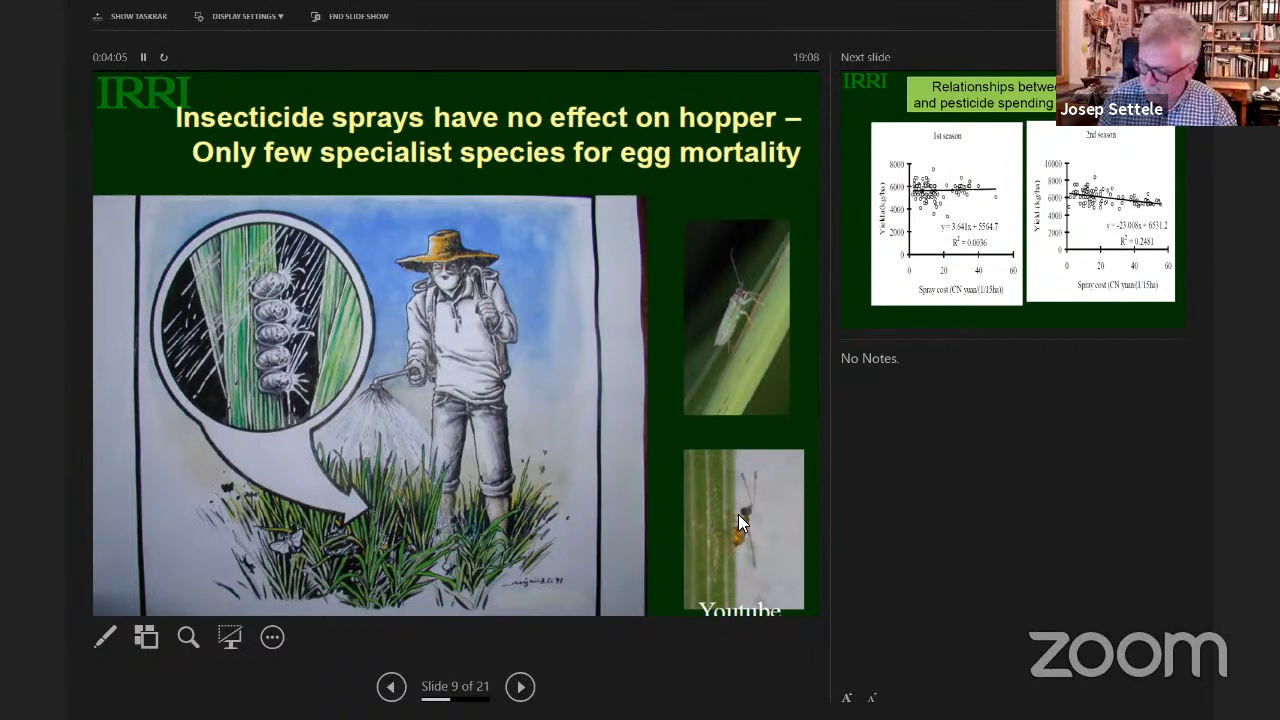 SHOW TASKBAR
DISPLAY SETTINGS ▼
END SLIDE SHOW
0:04:05
19:08
Next slide
IRRI
Insecticide sprays have no effect on hopper –
Only few specialist species for egg mortality
Youtube
IRRI
Relationships betwee
and pesticide spending
Josep Settele
1st season
8000
6000
4000
2000
0
Yields(kg/ha)
y = 3.641x + 5564.7
R² = 0.0036
0 20 40 60
Spray cost (CN yuan/(1/15ha))
2nd season
10000
8000
6000
4000
2000
0
Yield (kg/ha)
y = -23.008x + 6531.2
R² = 0.2481
0 20 40 60
Spray cost (CN yuan/(1/15ha)
No Notes.
Slide 9 of 21
A A
zoom